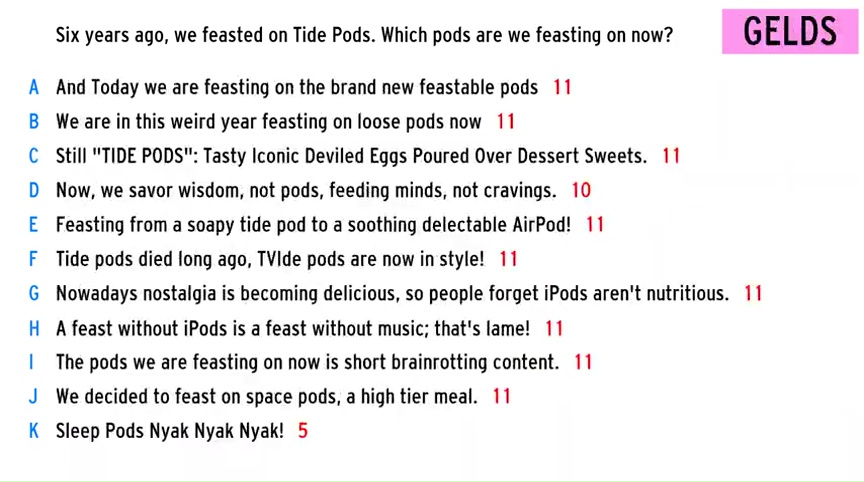 Six years ago, we feasted on Tide Pods. Which pods are we feasting on now?
GELDS
A And Today we are feasting on the brand new feastable pods 11
B We are in this weird year feasting on loose pods now 11
C Still "TIDE PODS": Tasty Iconic Deviled Eggs Poured Over Dessert Sweets. 11
D Now, we savor wisdom, not pods, feeding minds, not cravings. 10
E Feasting from a soapy tide pod to a soothing delectable AirPod! 11
F Tide pods died long ago, TVIde pods are now in style! 11
G Nowadays nostalgia is becoming delicious, so people forget iPods aren't nutritious. 11
H A feast without iPods is a feast without music; that's lame! 11
I The pods we are feasting on now is short brainrotting content. 11
J We decided to feast on space pods, a high tier meal. 11
K Sleep Pods Nyak Nyak Nyak! 5